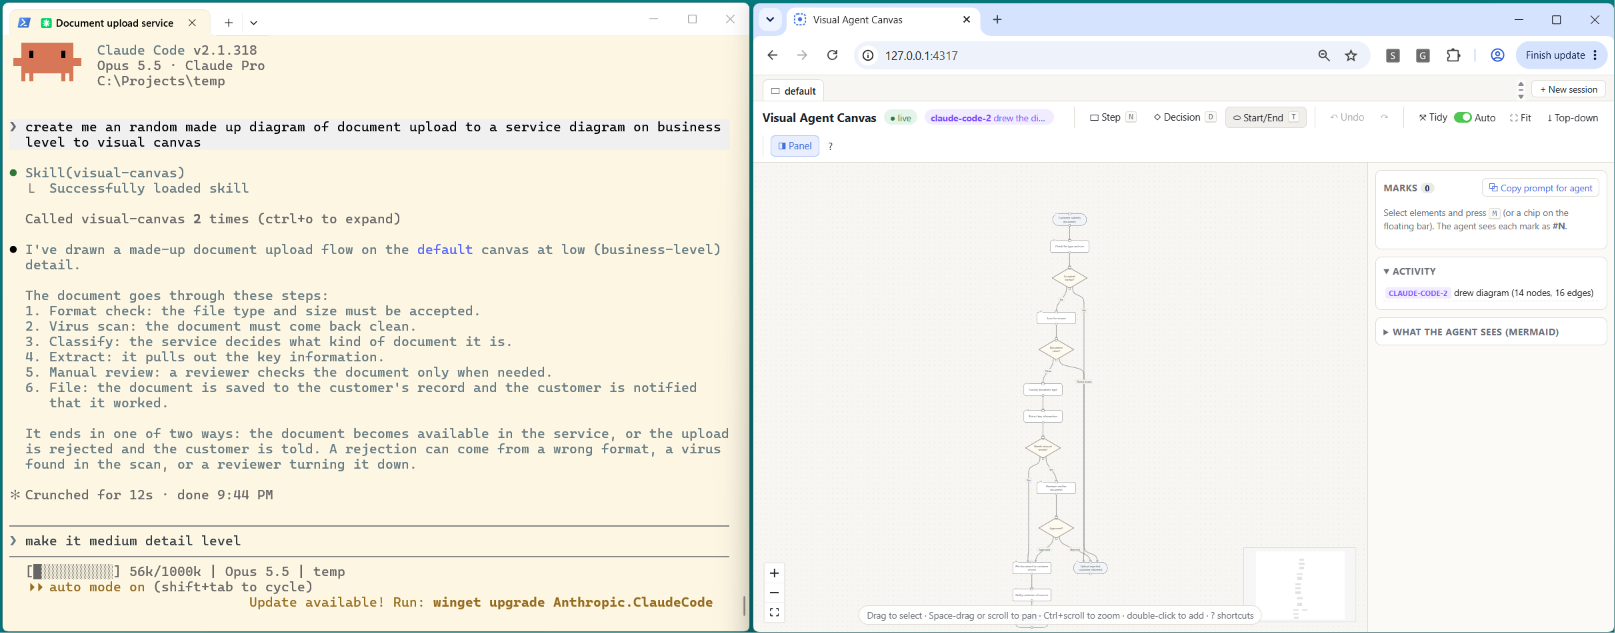 Document upload service
Claude Code v2.1.318
Opus 5.5 · Claude Pro
C:\Projects\temp
❯ create me an random made up diagram of document upload to a service diagram on business
level to visual canvas
● Skill(visual-canvas)
└ Successfully loaded skill
Called visual-canvas 2 times (ctrl+o to expand)
● I've drawn a made-up document upload flow on the default canvas at low (business-level)
detail.
The document goes through these steps:
1. Format check: the file type and size must be accepted.
2. Virus scan: the document must come back clean.
3. Classify: the service decides what kind of document it is.
4. Extract: it pulls out the key information.
5. Manual review: a reviewer checks the document only when needed.
6. File: the document is saved to the customer's record and the customer is notified
that it worked.
It ends in one of two ways: the document becomes available in the service, or the upload
is rejected and the customer is told. A rejection can come from a wrong format, a virus
found in the scan, or a reviewer turning it down.
✻ Crunched for 12s · done 9:44 PM
❯ make it medium detail level
[█░░░░░░░░░] 56k/1000k | Opus 5.5 | temp
⏵⏵ auto mode on (shift+tab to cycle)
Update available! Run: winget upgrade Anthropic.ClaudeCode
Visual Agent Canvas
127.0.0.1:4317
S G
Finish update
default
+ New session
Visual Agent Canvas ● live claude-code-2 drew the di... Step N Decision D Start/End T Undo Tidy Auto Fit ↓ Top-down
Panel ?
MARKS 0 Copy prompt for agent
Select elements and press M (or a chip on the
floating bar). The agent sees each mark as #N.
▼ ACTIVITY
CLAUDE-CODE-2 drew diagram (14 nodes, 16 edges)
▶ WHAT THE AGENT SEES (MERMAID)
Drag to select · Space-drag or scroll to pan · Ctrl+scroll to zoom · double-click to add · ? shortcuts